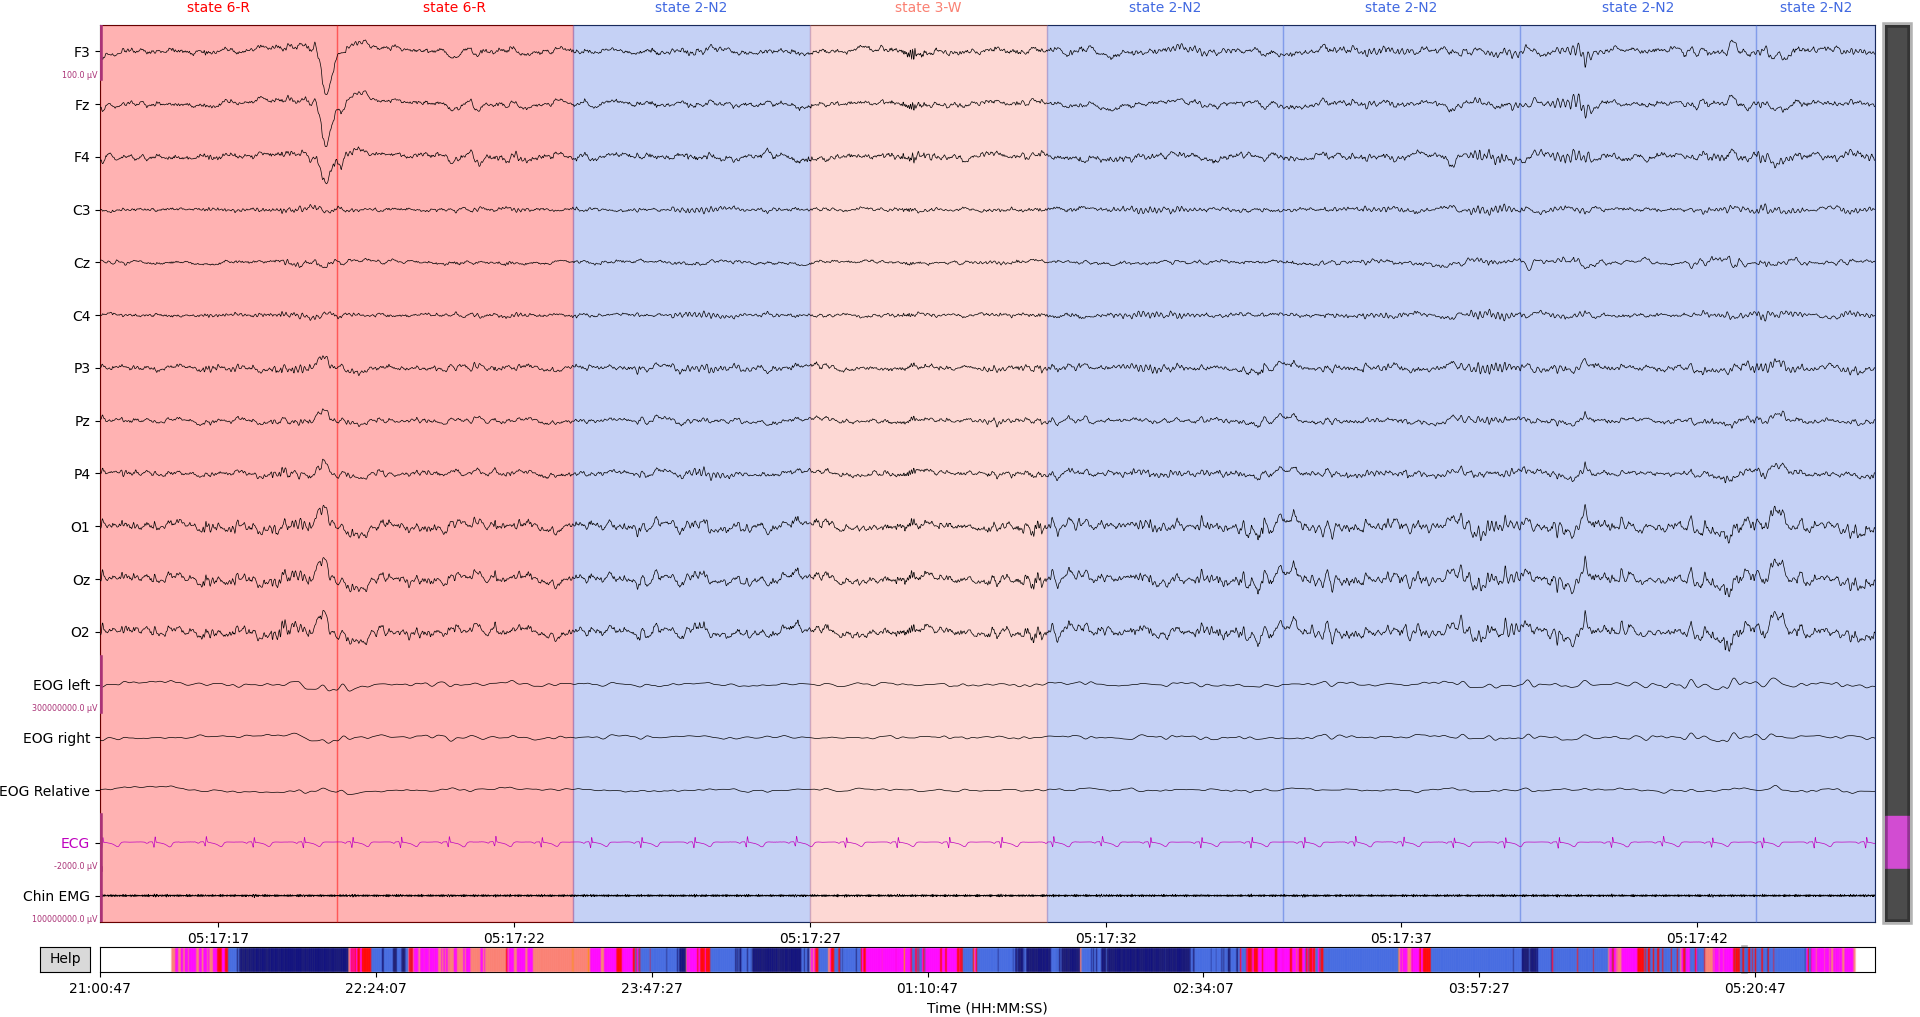 state 6-R state 6-R state 2-N2 state 3-W state 2-N2 state 2-N2 state 2-N2 state 2-N2
F3
100.0 µV
Fz
F4
C3
Cz
C4
P3
Pz
P4
O1
Oz
O2
EOG left
300000000.0 µV
EOG right
EOG Relative
ECG
-2000.0 µV
Chin EMG
100000000.0 µV
05:17:17 05:17:22 05:17:27 05:17:32 05:17:37 05:17:42
Help
21:00:47 22:24:07 23:47:27 01:10:47 02:34:07 03:57:27 05:20:47
Time (HH:MM:SS)